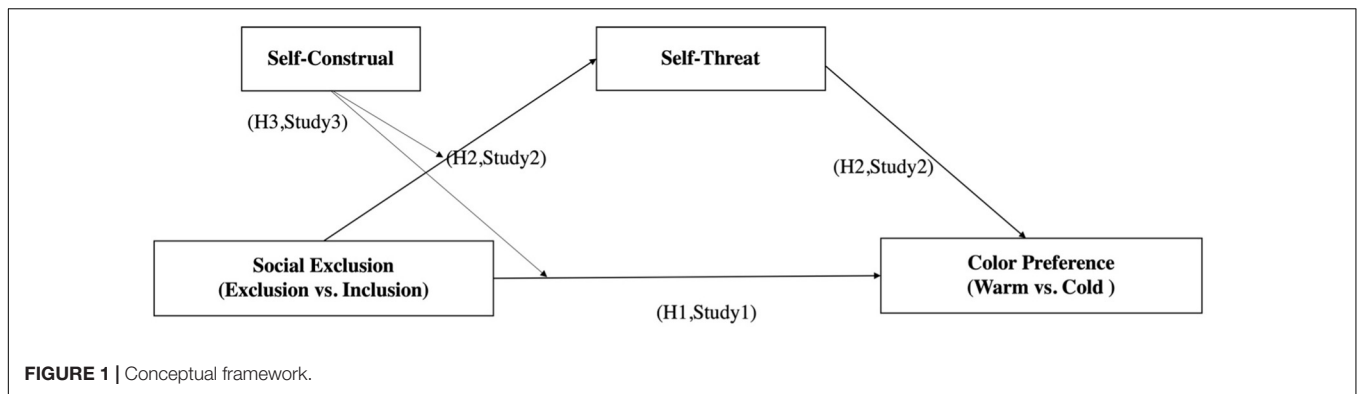 Self-Construal
Self-Threat
(H3,Study3)
(H2,Study2)
(H2,Study2)
Social Exclusion
(Exclusion vs. Inclusion)
Color Preference
(Warm vs. Cold )
(H1,Study1)
FIGURE 1 | Conceptual framework.